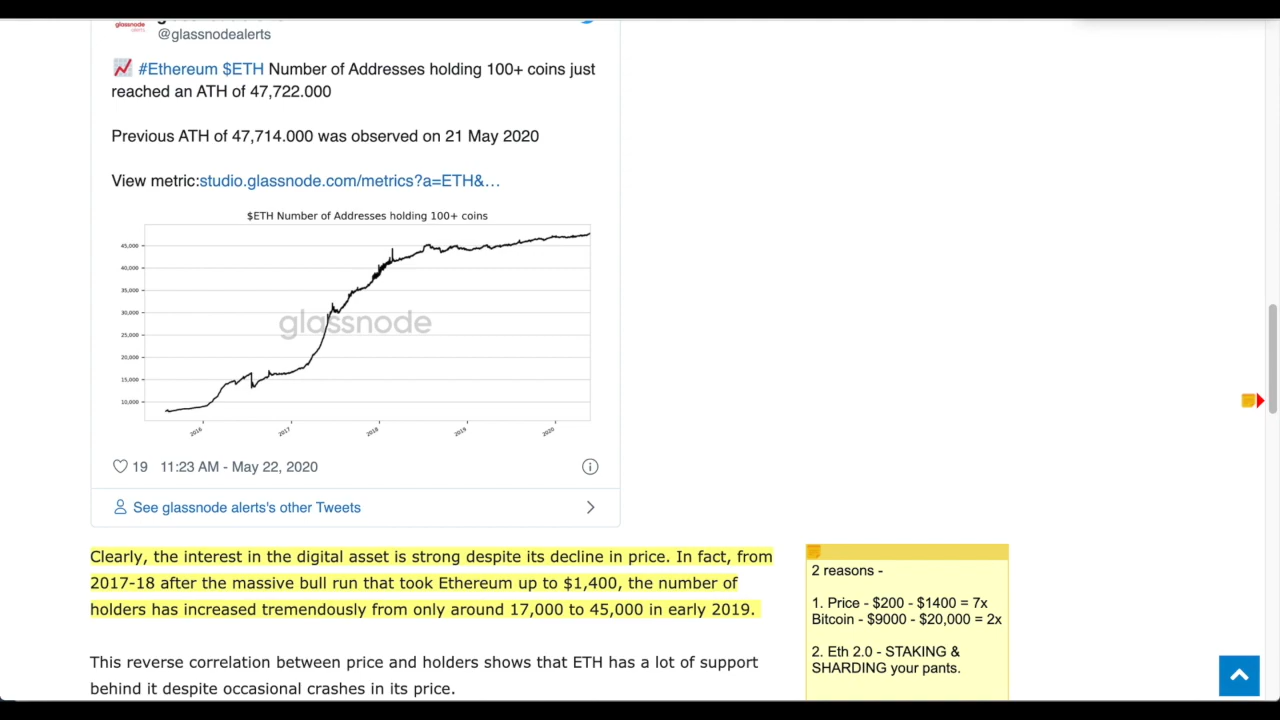 glassnode
alerts
@glassnodealerts
📈 #Ethereum $ETH Number of Addresses holding 100+ coins just
reached an ATH of 47,722.000
Previous ATH of 47,714.000 was observed on 21 May 2020
View metric:studio.glassnode.com/metrics?a=ETH&…
$ETH Number of Addresses holding 100+ coins
45,000
40,000
35,000
30,000
25,000
20,000
15,000
10,000
glassnode
2016 2017 2018 2019 2020
19 11:23 AM - May 22, 2020
See glassnode alerts's other Tweets
Clearly, the interest in the digital asset is strong despite its decline in price. In fact, from
2017-18 after the massive bull run that took Ethereum up to $1,400, the number of
holders has increased tremendously from only around 17,000 to 45,000 in early 2019.
This reverse correlation between price and holders shows that ETH has a lot of support
behind it despite occasional crashes in its price.
2 reasons -
1. Price - $200 - $1400 = 7x
Bitcoin - $9000 - $20,000 = 2x
2. Eth 2.0 - STAKING &
SHARDING your pants.